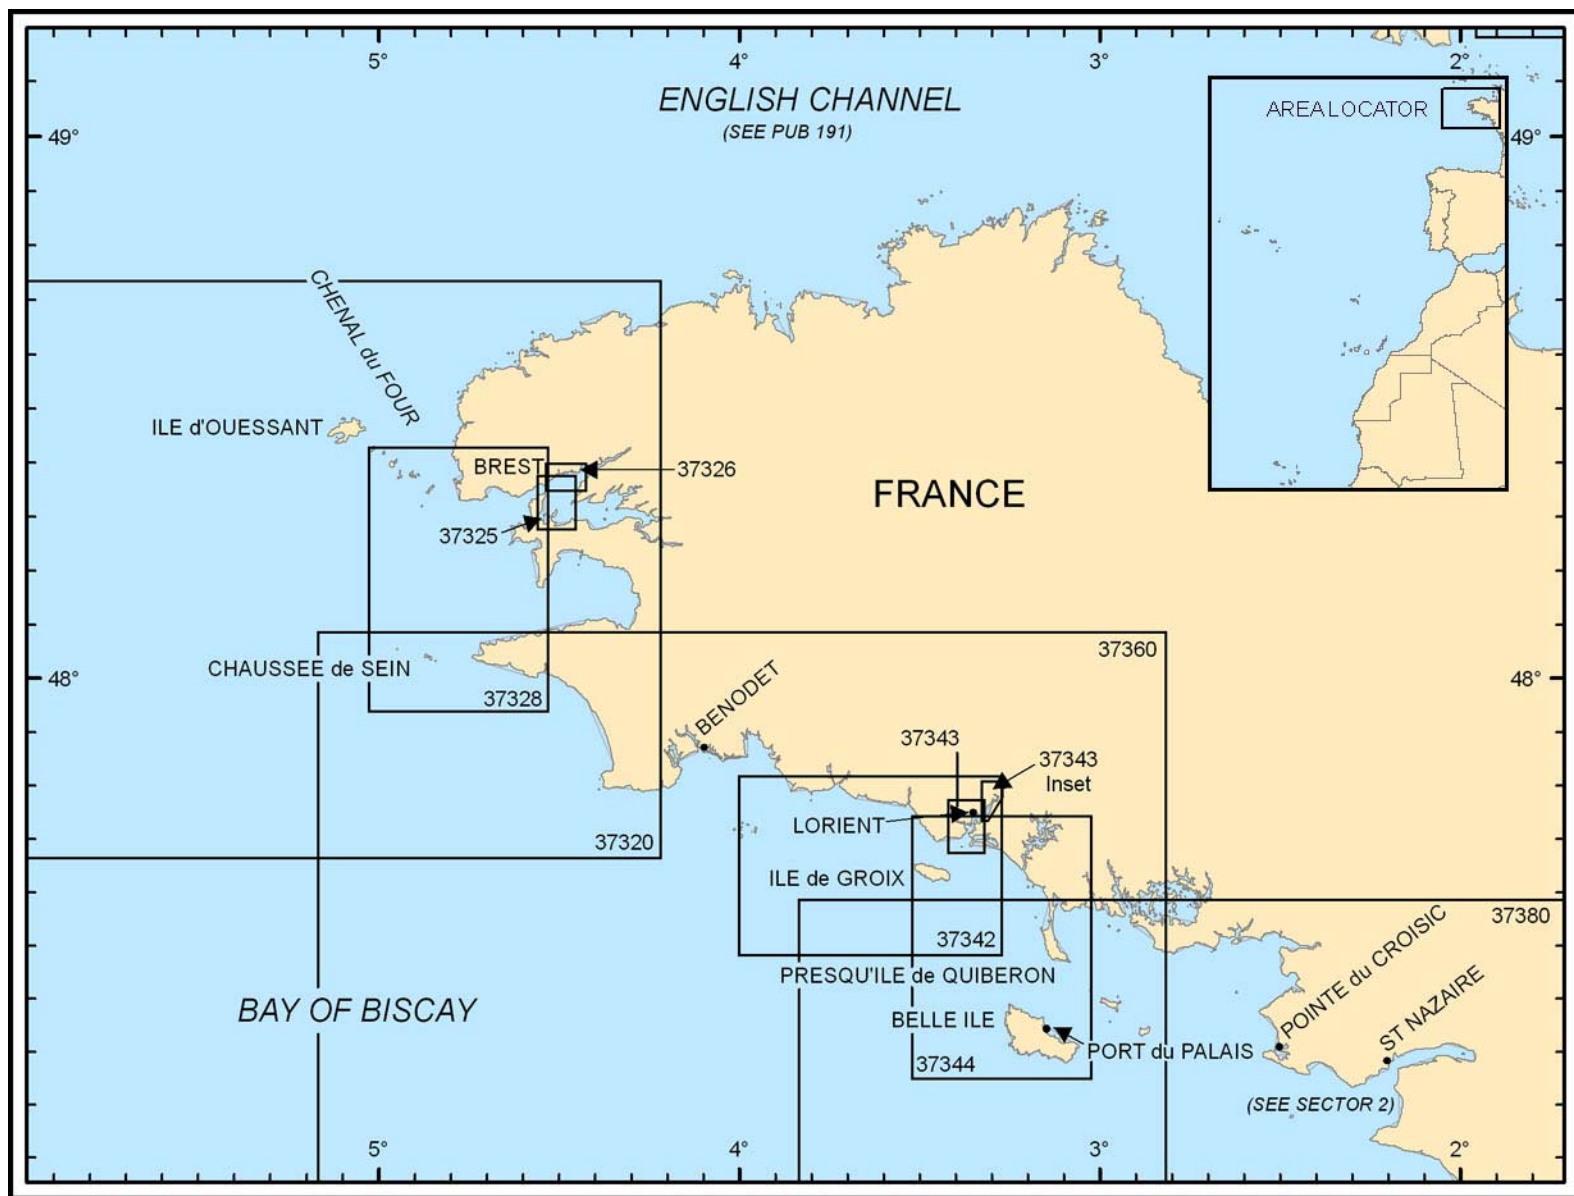 5°
4°
3°
2°
ENGLISH CHANNEL
(SEE PUB 191)
AREA LOCATOR
49°
49°
CHENAL du FOUR
ILE d'OUESSANT
BREST
37326
FRANCE
37325
37360
CHAUSSEE de SEIN
48°
48°
37328
BENODET
37343
37343
Inset
LORIENT
37320
ILE de GROIX
37342
37380
PRESQU'ILE de QUIBERON
POINTE du CROISIC
BAY OF BISCAY
BELLE ILE
ST NAZAIRE
PORT du PALAIS
37344
(SEE SECTOR 2)
5°
4°
3°
2°